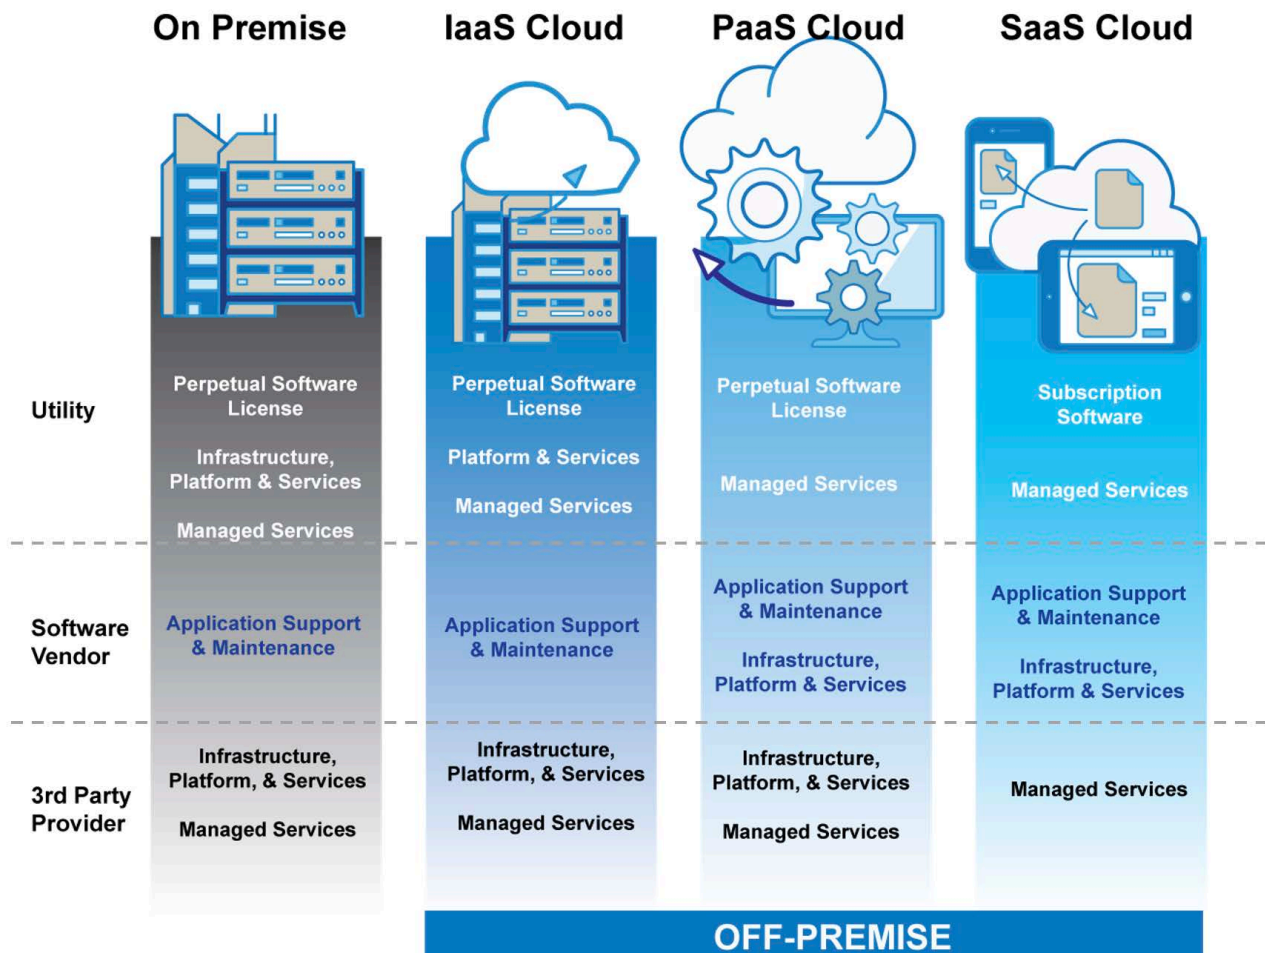 On Premise
IaaS Cloud
PaaS Cloud
SaaS Cloud
Utility
Perpetual Software
License
Infrastructure,
Platform & Services
Managed Services
Perpetual Software
License
Platform & Services
Managed Services
Perpetual Software
License
Managed Services
Subscription
Software
Managed Services
Software
Vendor
Application Support
& Maintenance
Application Support
& Maintenance
Application Support
& Maintenance
Infrastructure,
Platform & Services
Application Support
& Maintenance
Infrastructure,
Platform & Services
3rd Party
Provider
Infrastructure,
Platform, & Services
Managed Services
Infrastructure,
Platform, & Services
Managed Services
Infrastructure,
Platform, & Services
Managed Services
Managed Services
OFF-PREMISE